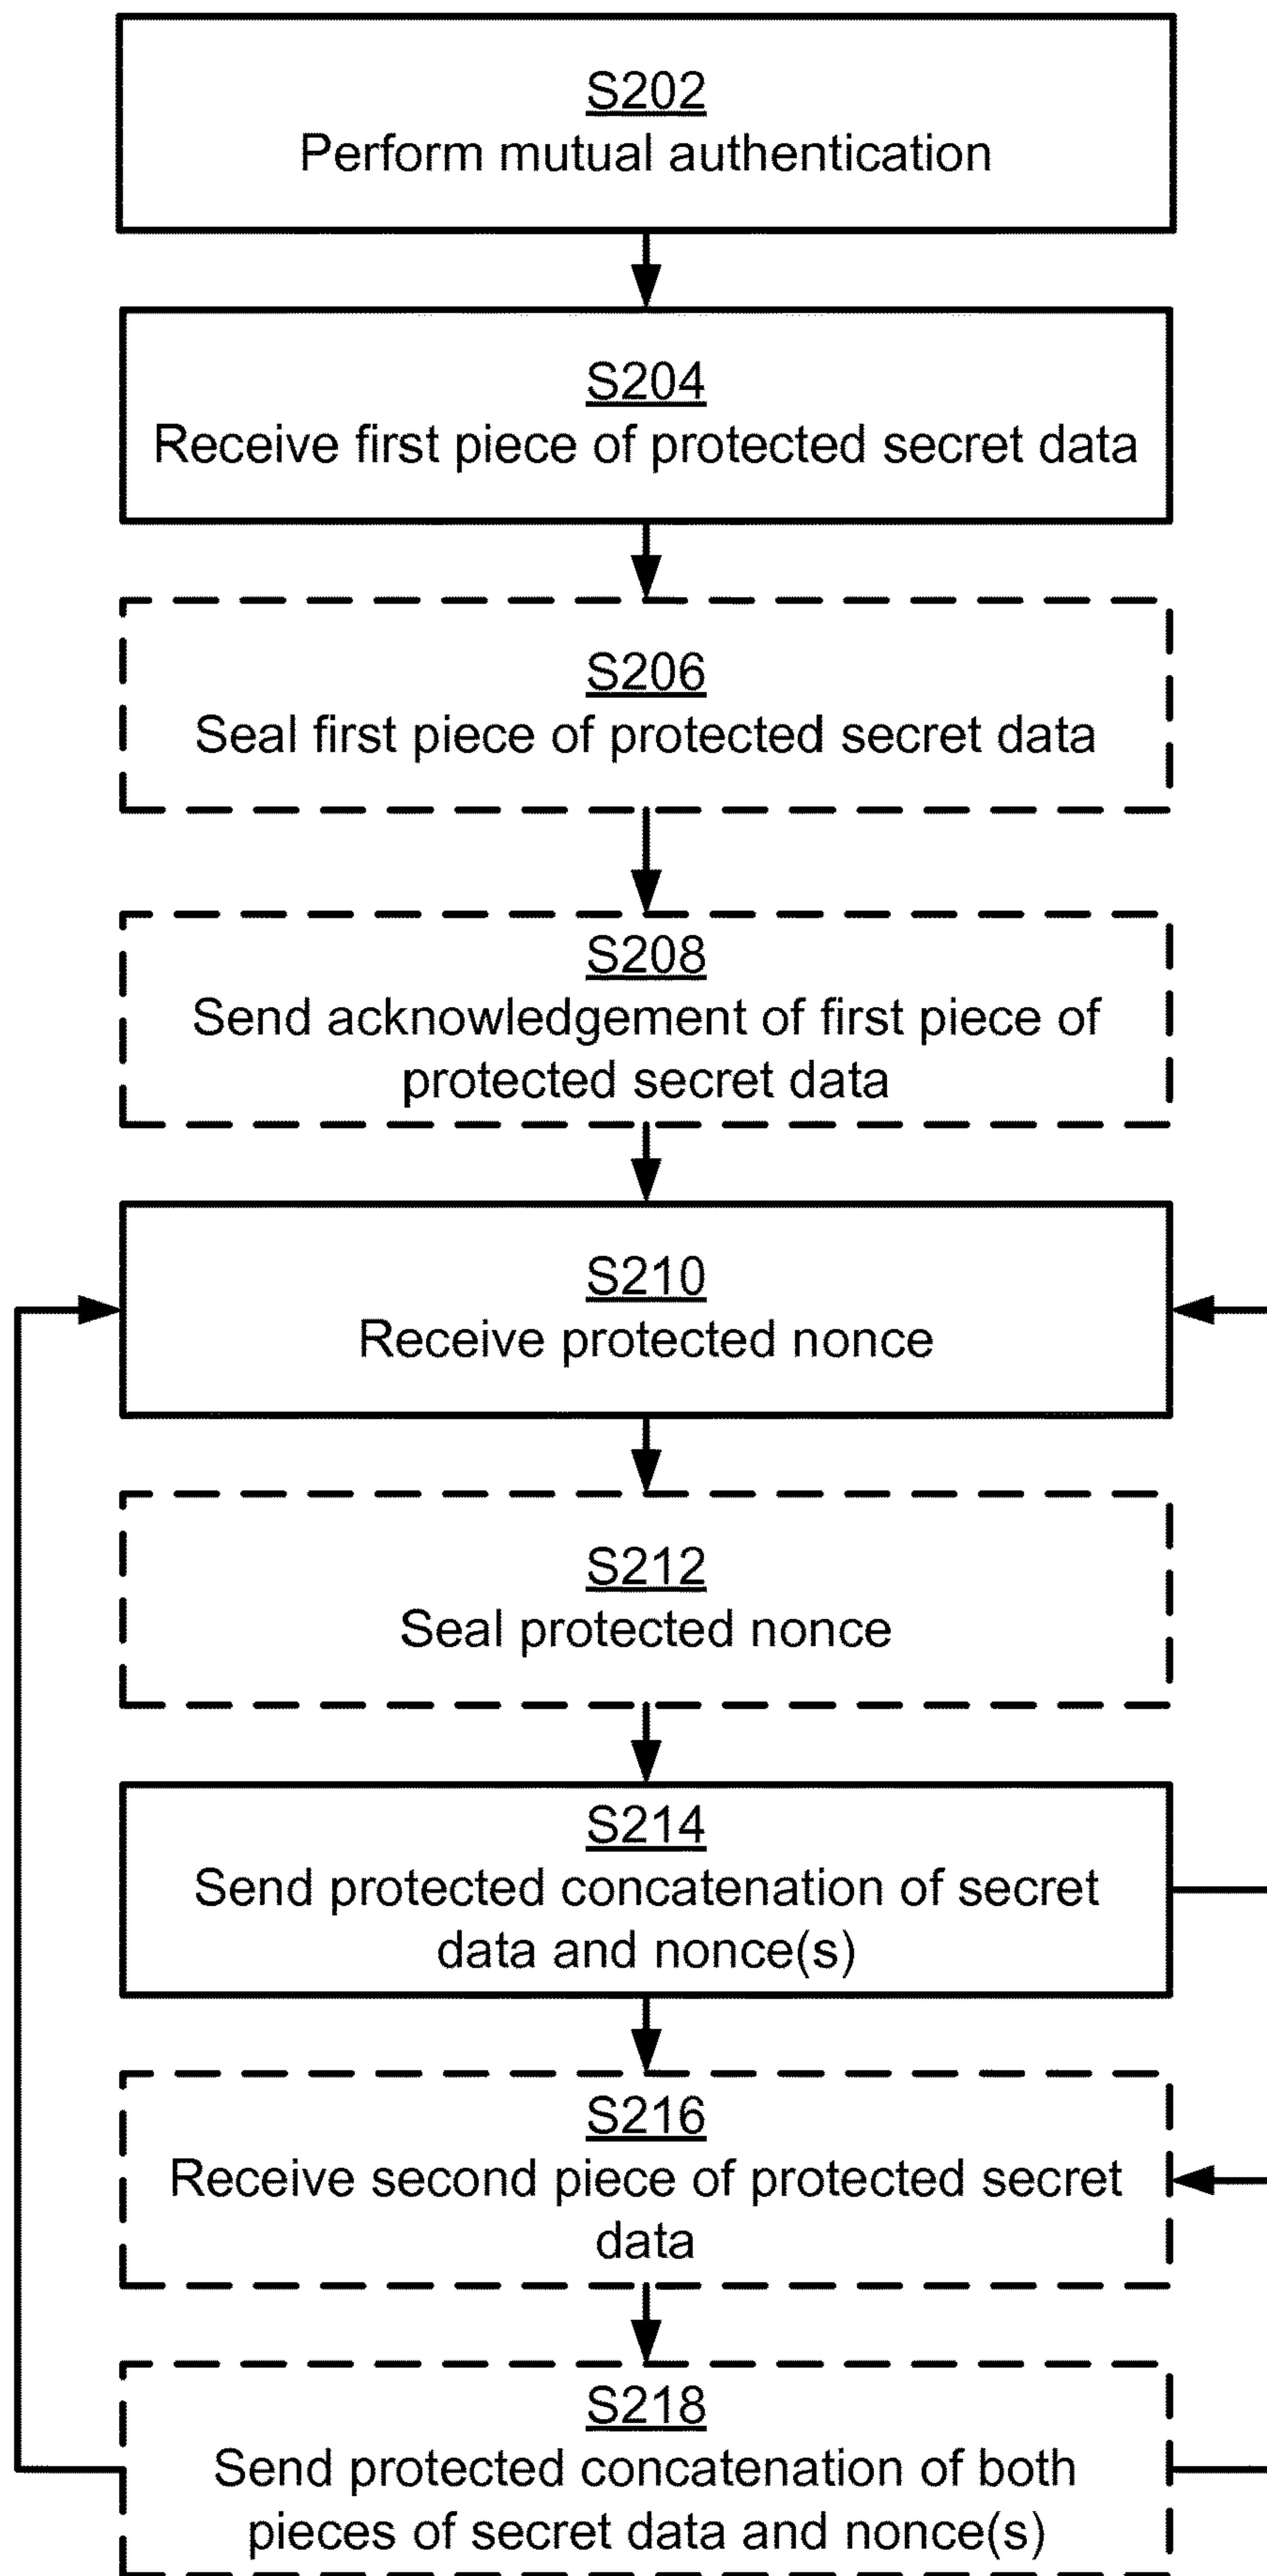 S202
Perform mutual authentication
S204
Receive first piece of protected secret data
S206
Seal first piece of protected secret data
S208
Send acknowledgement of first piece of
protected secret data
S210
Receive protected nonce
S212
Seal protected nonce
S214
Send protected concatenation of secret
data and nonce(s)
S216
Receive second piece of protected secret
data
S218
Send protected concatenation of both
pieces of secret data and nonce(s)